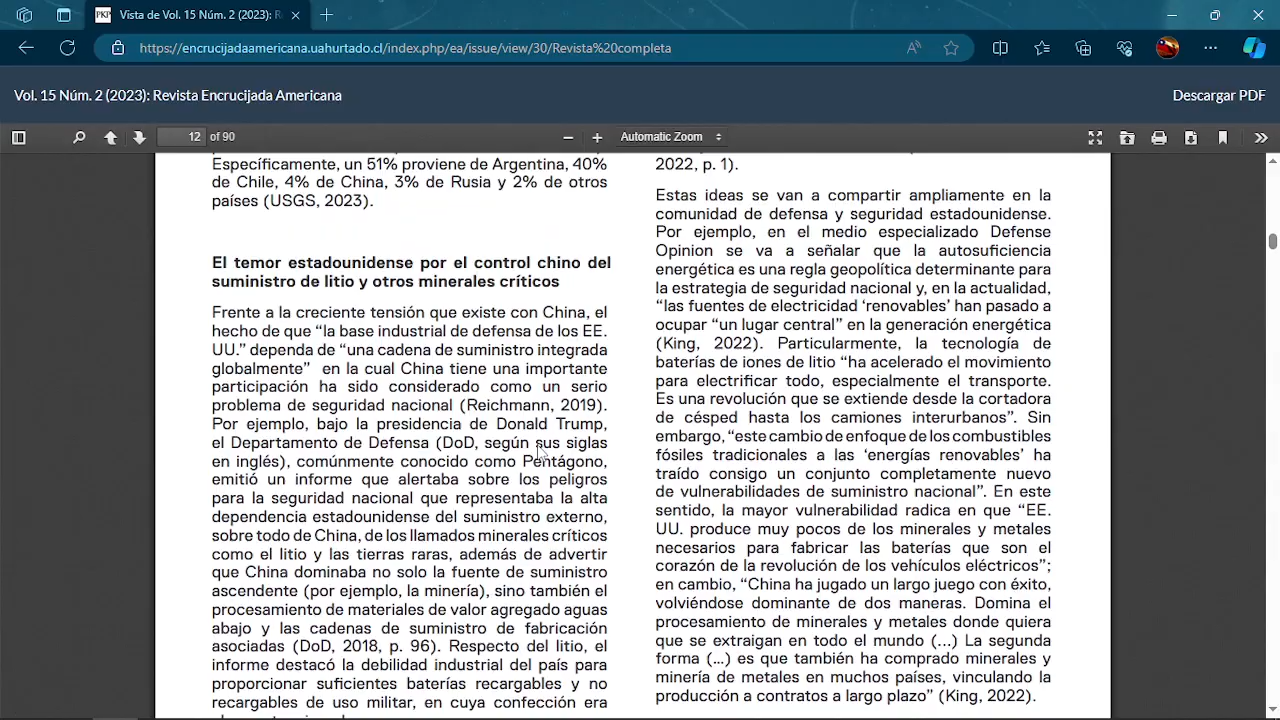 Vista de Vol. 15 Núm. 2 (2023): R
https://encrucijadaamericana.uahurtado.cl/index.php/ea/issue/view/30/Revista%20completa
Vol. 15 Núm. 2 (2023): Revista Encrucijada Americana
Descargar PDF
12 of 90
Automatic Zoom
Específicamente, un 51% proviene de Argentina, 40%
de Chile, 4% de China, 3% de Rusia y 2% de otros
países (USGS, 2023).
El temor estadounidense por el control chino del
suministro de litio y otros minerales críticos
Frente a la creciente tensión que existe con China, el
hecho de que “la base industrial de defensa de los EE.
UU.” dependa de “una cadena de suministro integrada
globalmente” en la cual China tiene una importante
participación ha sido considerado como un serio
problema de seguridad nacional (Reichmann, 2019).
Por ejemplo, bajo la presidencia de Donald Trump,
el Departamento de Defensa (DoD, según sus siglas
en inglés), comúnmente conocido como Pentágono,
emitió un informe que alertaba sobre los peligros
para la seguridad nacional que representaba la alta
dependencia estadounidense del suministro externo,
sobre todo de China, de los llamados minerales críticos
como el litio y las tierras raras, además de advertir
que China dominaba no solo la fuente de suministro
ascendente (por ejemplo, la minería), sino también el
procesamiento de materiales de valor agregado aguas
abajo y las cadenas de suministro de fabricación
asociadas (DoD, 2018, p. 96). Respecto del litio, el
informe destacó la debilidad industrial del país para
proporcionar suficientes baterías recargables y no
recargables de uso militar, en cuya confección era
2022, p. 1).
Estas ideas se van a compartir ampliamente en la
comunidad de defensa y seguridad estadounidense.
Por ejemplo, en el medio especializado Defense
Opinion se va a señalar que la autosuficiencia
energética es una regla geopolítica determinante para
la estrategia de seguridad nacional y, en la actualidad,
“las fuentes de electricidad ‘renovables’ han pasado a
ocupar “un lugar central” en la generación energética
(King, 2022). Particularmente, la tecnología de
baterías de iones de litio “ha acelerado el movimiento
para electrificar todo, especialmente el transporte.
Es una revolución que se extiende desde la cortadora
de césped hasta los camiones interurbanos”. Sin
embargo, “este cambio de enfoque de los combustibles
fósiles tradicionales a las ‘energías renovables’ ha
traído consigo un conjunto completamente nuevo
de vulnerabilidades de suministro nacional”. En este
sentido, la mayor vulnerabilidad radica en que “EE.
UU. produce muy pocos de los minerales y metales
necesarios para fabricar las baterías que son el
corazón de la revolución de los vehículos eléctricos”;
en cambio, “China ha jugado un largo juego con éxito,
volviéndose dominante de dos maneras. Domina el
procesamiento de minerales y metales donde quiera
que se extraigan en todo el mundo (...) La segunda
forma (...) es que también ha comprado minerales y
minería de metales en muchos países, vinculando la
producción a contratos a largo plazo” (King, 2022).